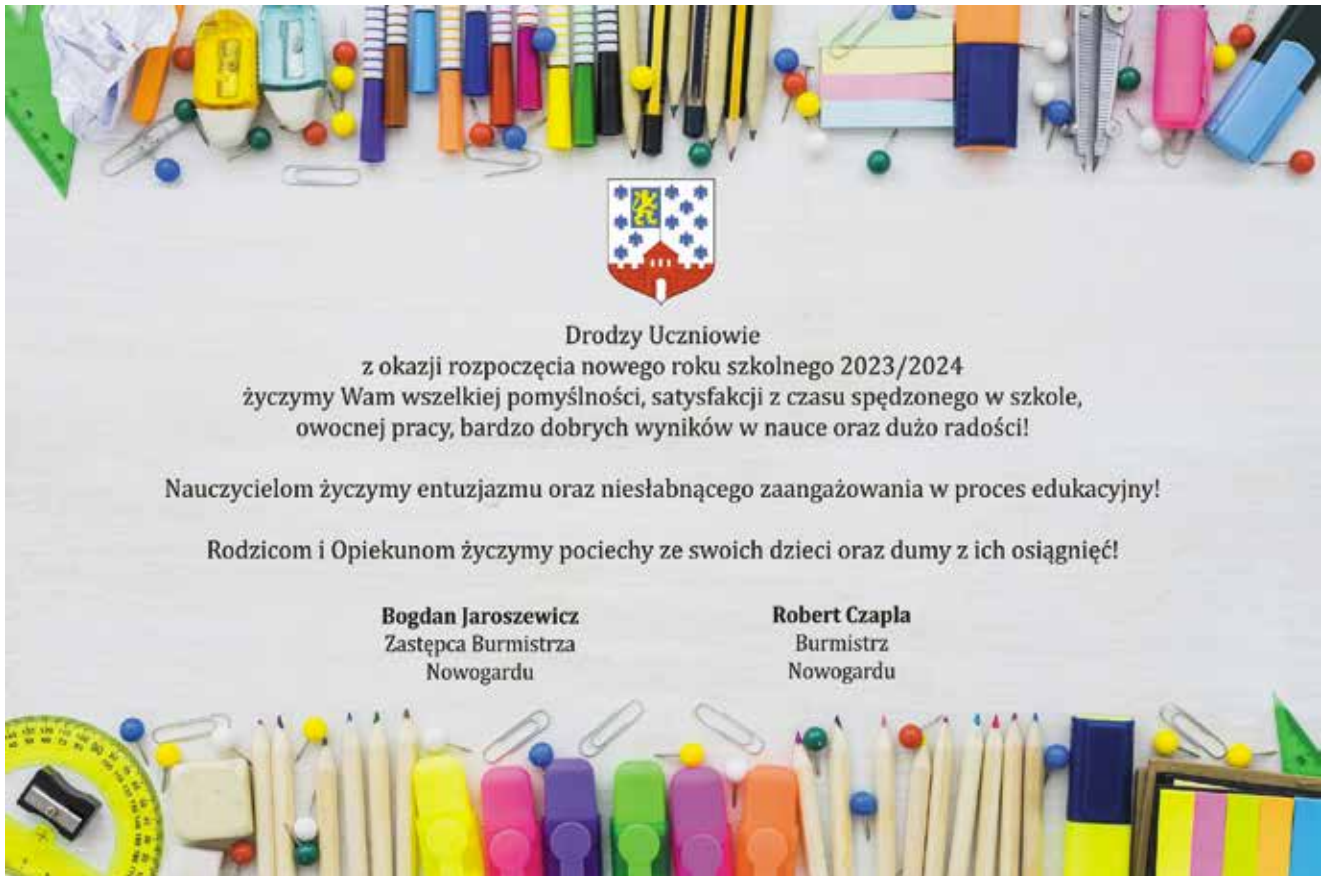 Drodzy Uczniowie
z okazji rozpoczęcia nowego roku szkolnego 2023/2024
życzymy Wam wszelkiej pomyślności, satysfakcji z czasu spędzonego w szkole,
owocnej pracy, bardzo dobrych wyników w nauce oraz dużo radości!
Nauczycielom życzymy entuzjazmu oraz niesłabnącego zaangażowania w proces edukacyjny!
Rodzicom i Opiekunom życzymy pociechy ze swoich dzieci oraz dumy z ich osiągnięć!
Bogdan Jaroszewicz
Zastępca Burmistrza
Nowogardu
Robert Czapla
Burmistrz
Nowogardu